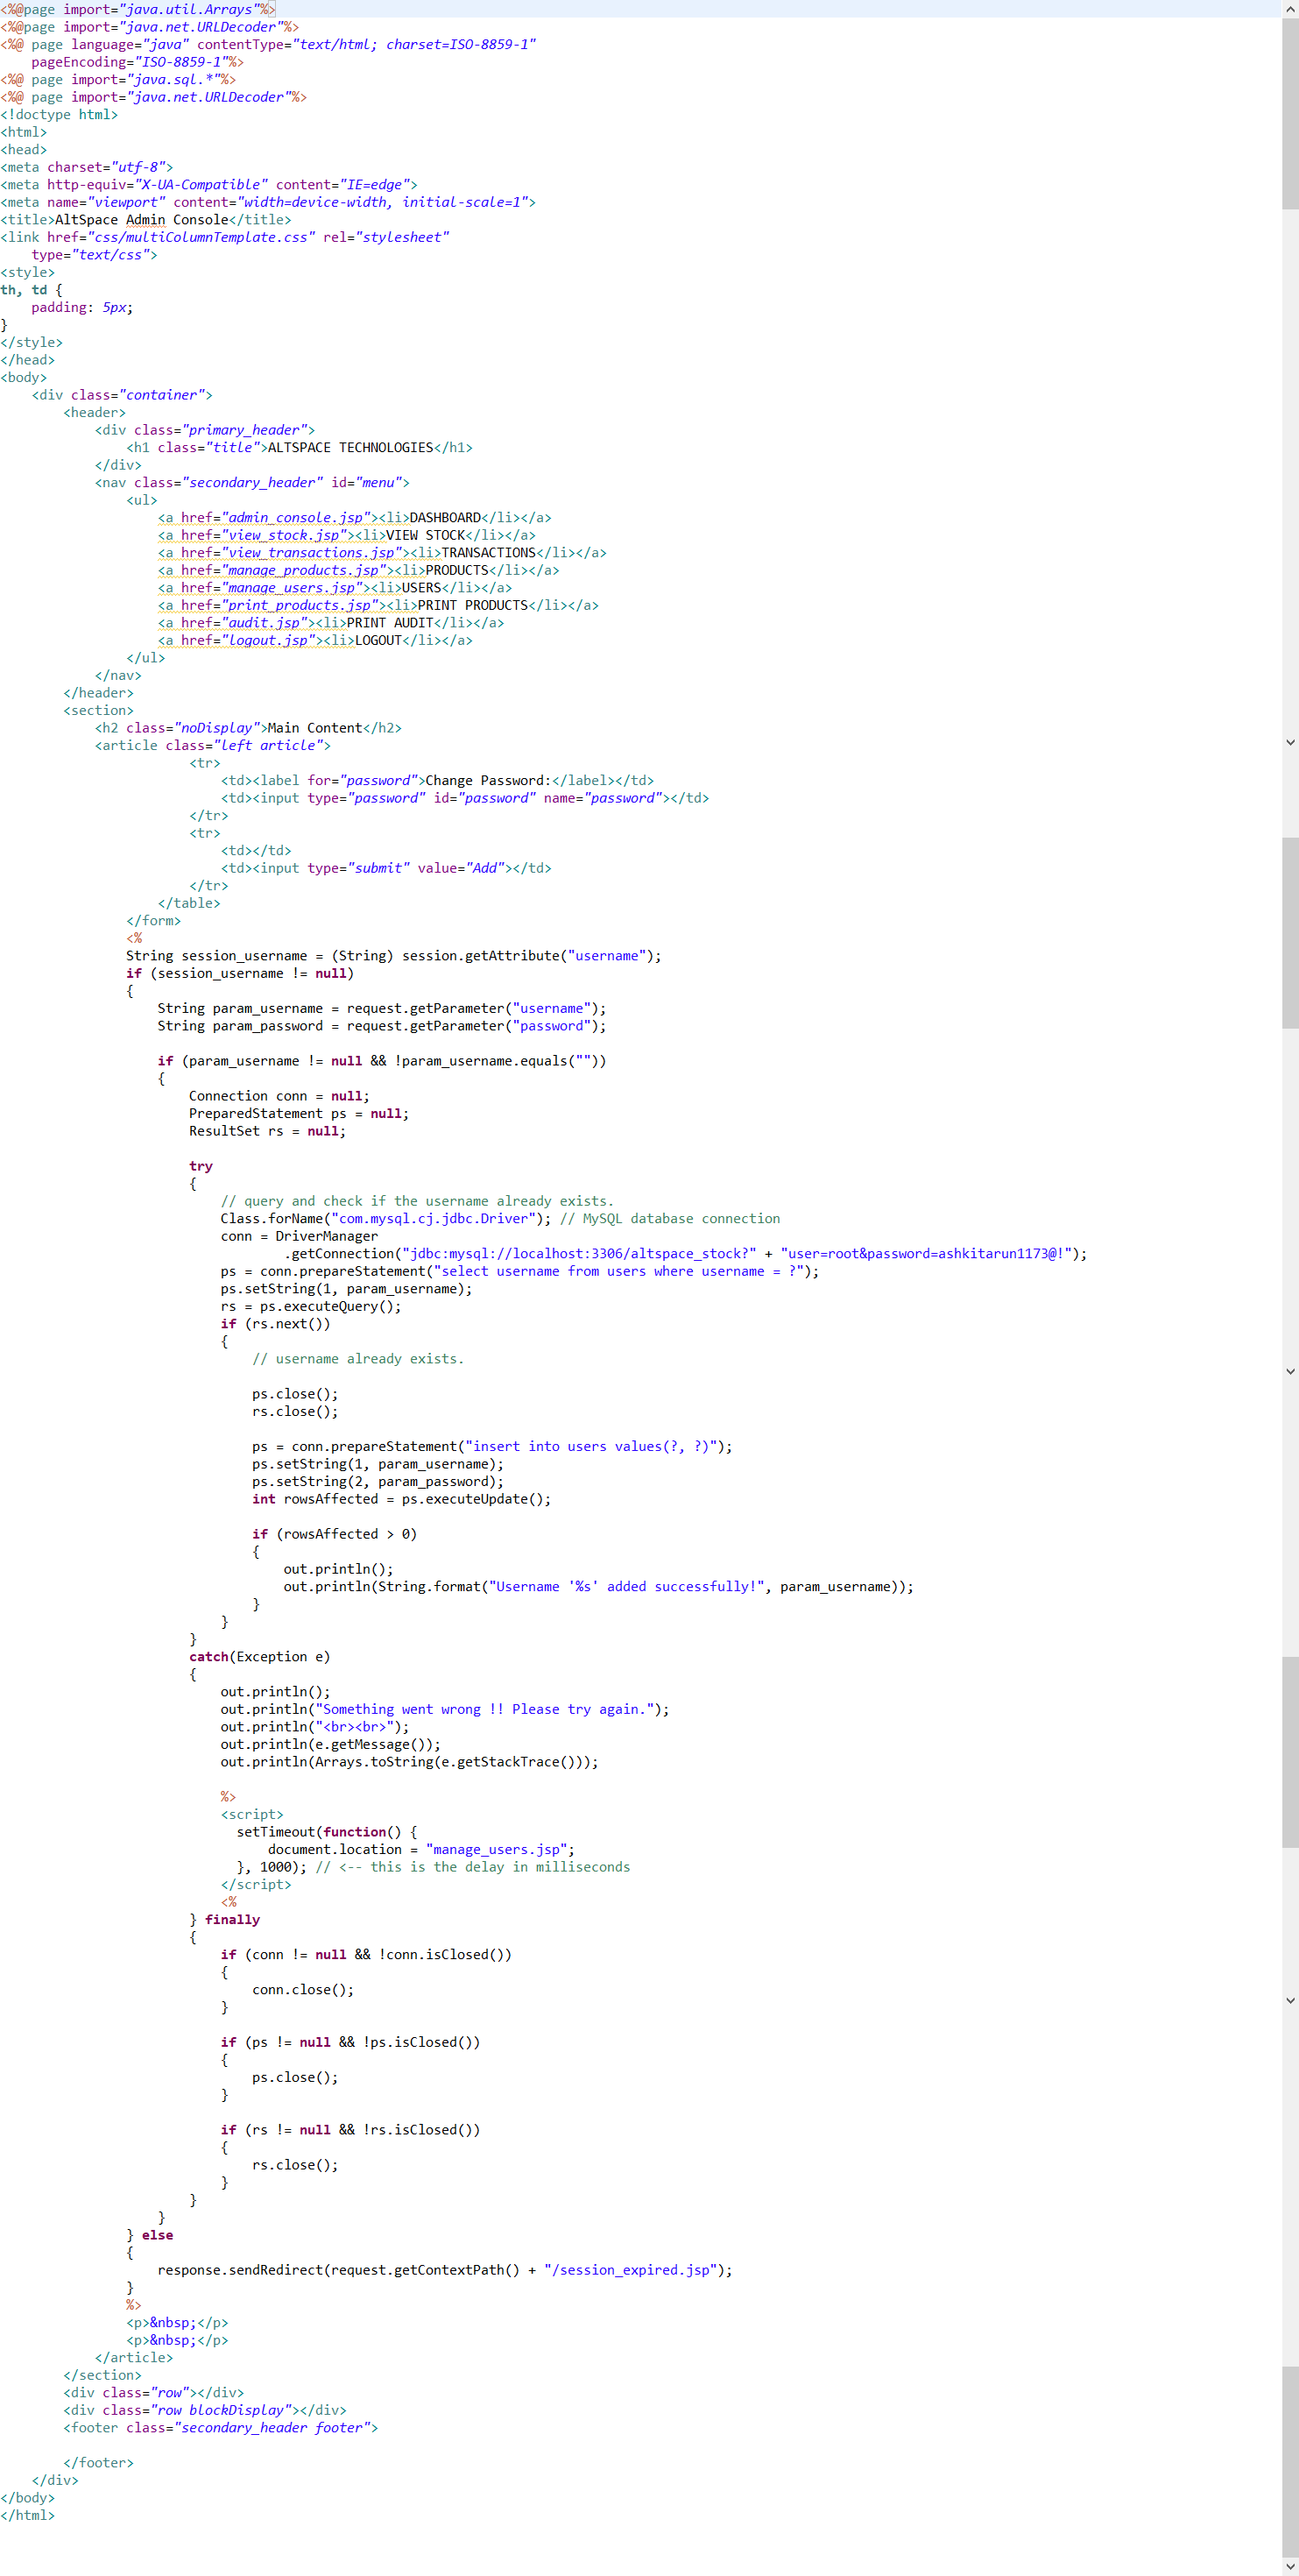 <%@page import="java.util.Arrays"%>
<%@page import="java.net.URLDecoder"%>
<%@ page language="java" contentType="text/html; charset=ISO-8859-1"
    pageEncoding="ISO-8859-1"%>
<%@ page import="java.sql.*"%>
<%@ page import="java.net.URLDecoder"%>
<!doctype html>
<html>
<head>
<meta charset="utf-8">
<meta http-equiv="X-UA-Compatible" content="IE=edge">
<meta name="viewport" content="width=device-width, initial-scale=1">
<title>AltSpace Admin Console</title>
<link href="css/multiColumnTemplate.css" rel="stylesheet"
    type="text/css">
<style>
th, td {
    padding: 5px;
}
</style>
</head>
<body>
    <div class="container">
        <header>
            <div class="primary_header">
                <h1 class="title">ALTSPACE TECHNOLOGIES</h1>
            </div>
            <nav class="secondary_header" id="menu">
                <ul>
                    <a href="admin_console.jsp"><li>DASHBOARD</li></a>
                    <a href="view_stock.jsp"><li>VIEW STOCK</li></a>
                    <a href="view_transactions.jsp"><li>TRANSACTIONS</li></a>
                    <a href="manage_products.jsp"><li>PRODUCTS</li></a>
                    <a href="manage_users.jsp"><li>USERS</li></a>
                    <a href="print_products.jsp"><li>PRINT PRODUCTS</li></a>
                    <a href="audit.jsp"><li>PRINT AUDIT</li></a>
                    <a href="logout.jsp"><li>LOGOUT</li></a>
                </ul>
            </nav>
        </header>
        <section>
            <h2 class="noDisplay">Main Content</h2>
            <article class="left article">
                        <tr>
                            <td><label for="password">Change Password:</label></td>
                            <td><input type="password" id="password" name="password"></td>
                        </tr>
                        <tr>
                            <td></td>
                            <td><input type="submit" value="Add"></td>
                        </tr>
                    </table>
                </form>
                <%
                String session_username = (String) session.getAttribute("username");
                if (session_username != null)
                {
                    String param_username = request.getParameter("username");
                    String param_password = request.getParameter("password");

                    if (param_username != null && !param_username.equals(""))
                    {
                        Connection conn = null;
                        PreparedStatement ps = null;
                        ResultSet rs = null;

                        try
                        {
                            // query and check if the username already exists.
                            Class.forName("com.mysql.cj.jdbc.Driver"); // MySQL database connection
                            conn = DriverManager
                                    .getConnection("jdbc:mysql://localhost:3306/altspace_stock?" + "user=root&password=ashkitarun1173@!");
                            ps = conn.prepareStatement("select username from users where username = ?");
                            ps.setString(1, param_username);
                            rs = ps.executeQuery();
                            if (rs.next())
                            {
                                // username already exists.

                                ps.close();
                                rs.close();

                                ps = conn.prepareStatement("insert into users values(?, ?)");
                                ps.setString(1, param_username);
                                ps.setString(2, param_password);
                                int rowsAffected = ps.executeUpdate();

                                if (rowsAffected > 0)
                                {
                                    out.println();
                                    out.println(String.format("Username '%s' added successfully!", param_username));
                                }
                            }
                        }
                        catch(Exception e)
                        {
                            out.println();
                            out.println("Something went wrong !! Please try again.");
                            out.println("<br><br>");
                            out.println(e.getMessage());
                            out.println(Arrays.toString(e.getStackTrace()));

                            %>
                            <script>
                              setTimeout(function() {
                                  document.location = "manage_users.jsp";
                              }, 1000); // <-- this is the delay in milliseconds
                            </script>
                            <%
                        } finally
                        {
                            if (conn != null && !conn.isClosed())
                            {
                                conn.close();
                            }

                            if (ps != null && !ps.isClosed())
                            {
                                ps.close();
                            }

                            if (rs != null && !rs.isClosed())
                            {
                                rs.close();
                            }
                        }
                    }
                } else
                {
                    response.sendRedirect(request.getContextPath() + "/session_expired.jsp");
                }
                %>
                <p>&nbsp;</p>
                <p>&nbsp;</p>
            </article>
        </section>
        <div class="row"></div>
        <div class="row blockDisplay"></div>
        <footer class="secondary_header footer">

        </footer>
    </div>
</body>
</html>